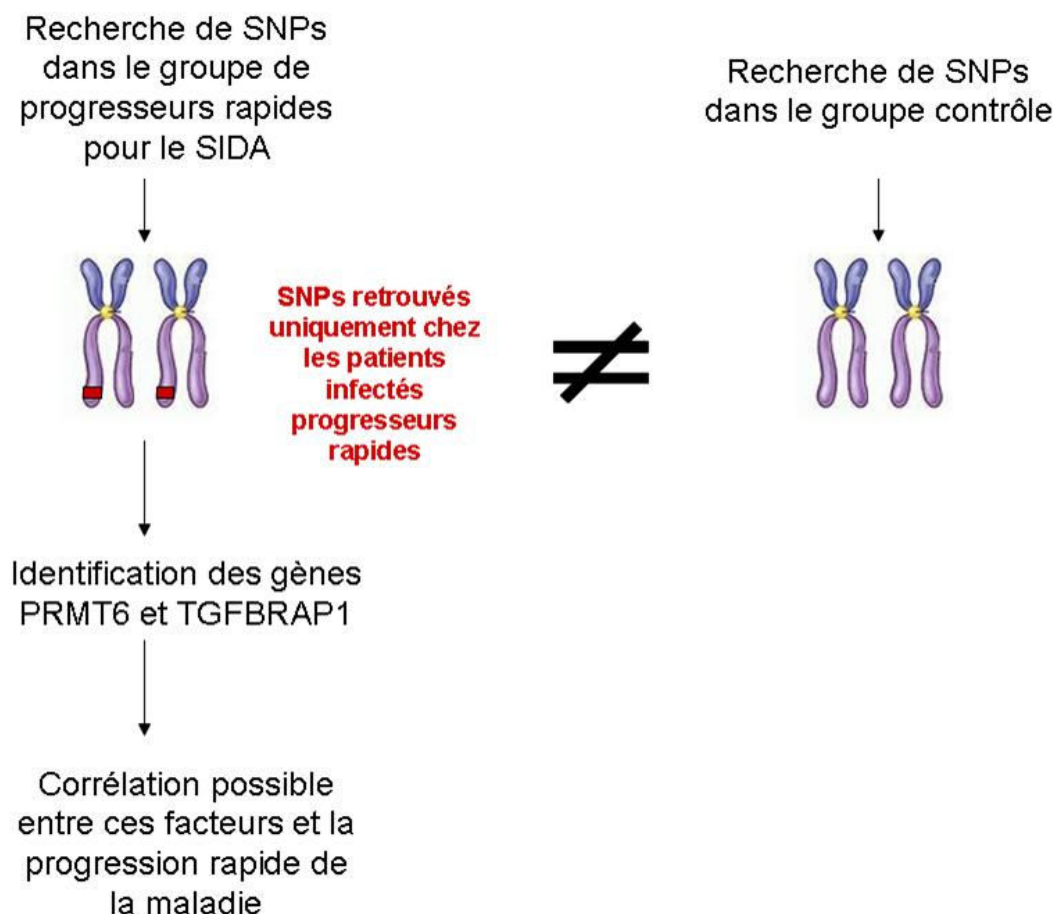 Recherche de SNPs
dans le groupe de
progresseurs rapides
pour le SIDA
Recherche de SNPs
dans le groupe contrôle
SNPs retrouvés
uniquement chez
les patients
infectés
progresseurs
rapides
Identification des gènes
PRMT6 et TGFBRAP1
Corrélation possible
entre ces facteurs et la
progression rapide de
la maladie